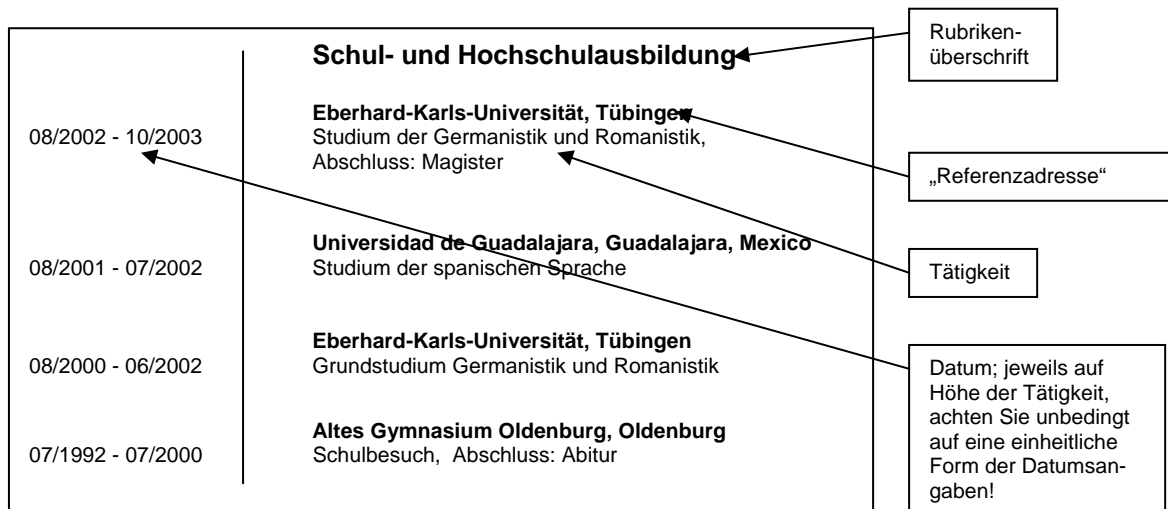 Rubriken-
überschrift
Schul- und Hochschulausbildung
Eberhard-Karls-Universität, Tübingen
08/2002 - 10/2003 Studium der Germanistik und Romanistik,
Abschluss: Magister
„Referenzadresse“
Universidad de Guadalajara, Guadalajara, Mexico
08/2001 - 07/2002 Studium der spanischen Sprache
Tätigkeit
Eberhard-Karls-Universität, Tübingen
08/2000 - 06/2002 Grundstudium Germanistik und Romanistik
Altes Gymnasium Oldenburg, Oldenburg
07/1992 - 07/2000 Schulbesuch, Abschluss: Abitur
Datum; jeweils auf
Höhe der Tätigkeit,
achten Sie unbedingt
auf eine einheitliche
Form der Datumsan-
gaben!